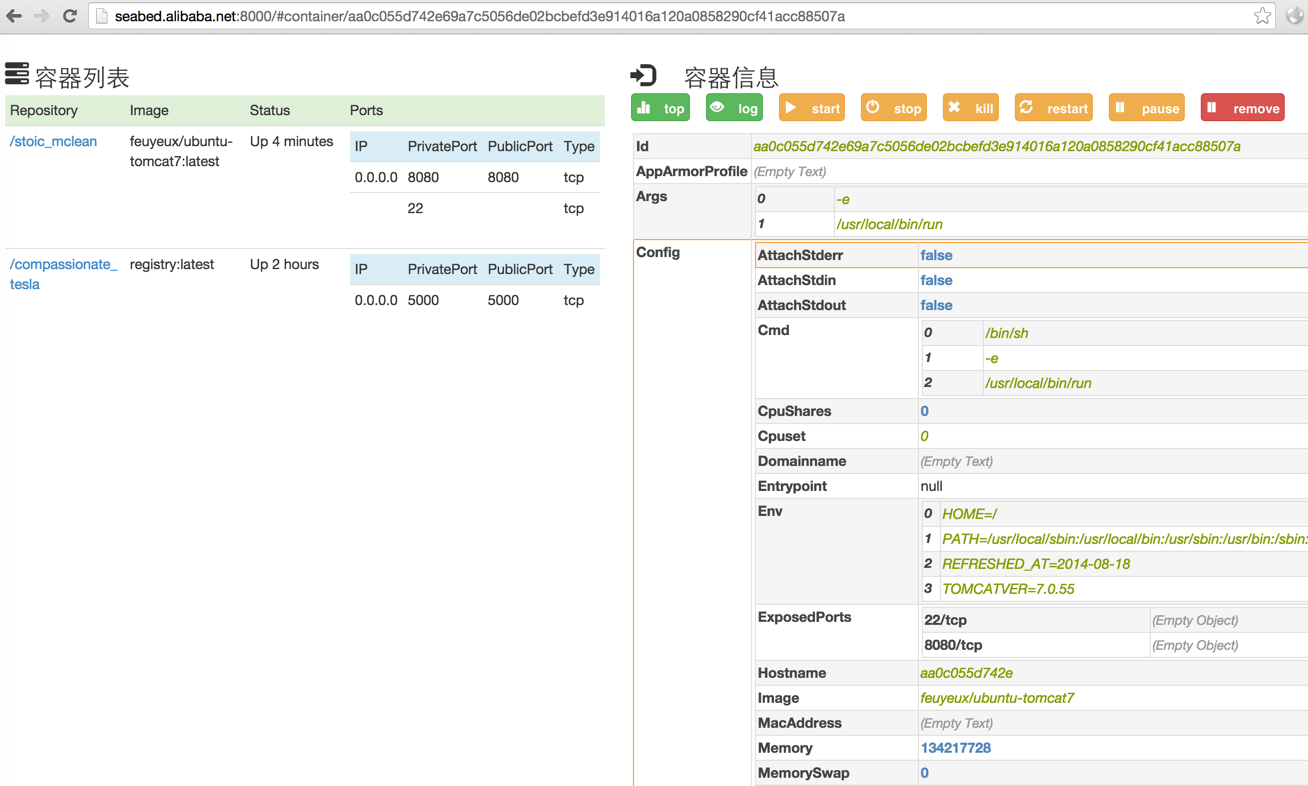 seabed.alibaba.net:8000/#container/aa0c055d742e69a7c5056de02bcbefd3e914016a120a0858290cf41acc88507a
容器列表
Repository Image Status Ports
/stoic_mclean feuyeux/ubuntu-tomcat7:latest Up 4 minutes
IP PrivatePort PublicPort Type
0.0.0.0 8080 8080 tcp
22 tcp
/compassionate_tesla registry:latest Up 2 hours
IP PrivatePort PublicPort Type
0.0.0.0 5000 5000 tcp
容器信息
top log start stop kill restart pause remove
Id aa0c055d742e69a7c5056de02bcbefd3e914016a120a0858290cf41acc88507a
AppArmorProfile (Empty Text)
Args 0 -e
1 /usr/local/bin/run
Config AttachStderr false
AttachStdin false
AttachStdout false
Cmd 0 /bin/sh
1 -e
2 /usr/local/bin/run
CpuShares 0
Cpuset 0
Domainname (Empty Text)
Entrypoint null
Env 0 HOME=/
1 PATH=/usr/local/sbin:/usr/local/bin:/usr/sbin:/usr/bin:/sbin:
2 REFRESHED_AT=2014-08-18
3 TOMCATVER=7.0.55
ExposedPorts 22/tcp (Empty Object)
8080/tcp (Empty Object)
Hostname aa0c055d742e
Image feuyeux/ubuntu-tomcat7
MacAddress (Empty Text)
Memory 134217728
MemorySwap 0